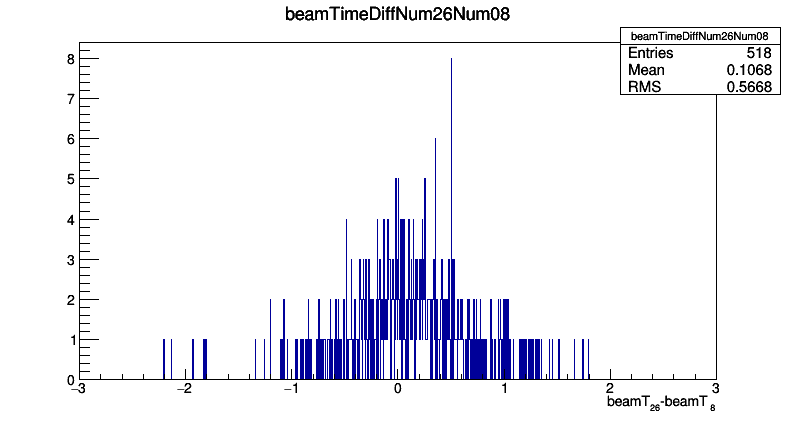 beamTimeDiffNum26Num08
beamTimeDiffNum26Num08
Entries 518
Mean 0.1068
RMS 0.5668
8
7
6
5
4
3
2
1
0
−3 −2 −1 0 1 2 3
beamT26-beamT8